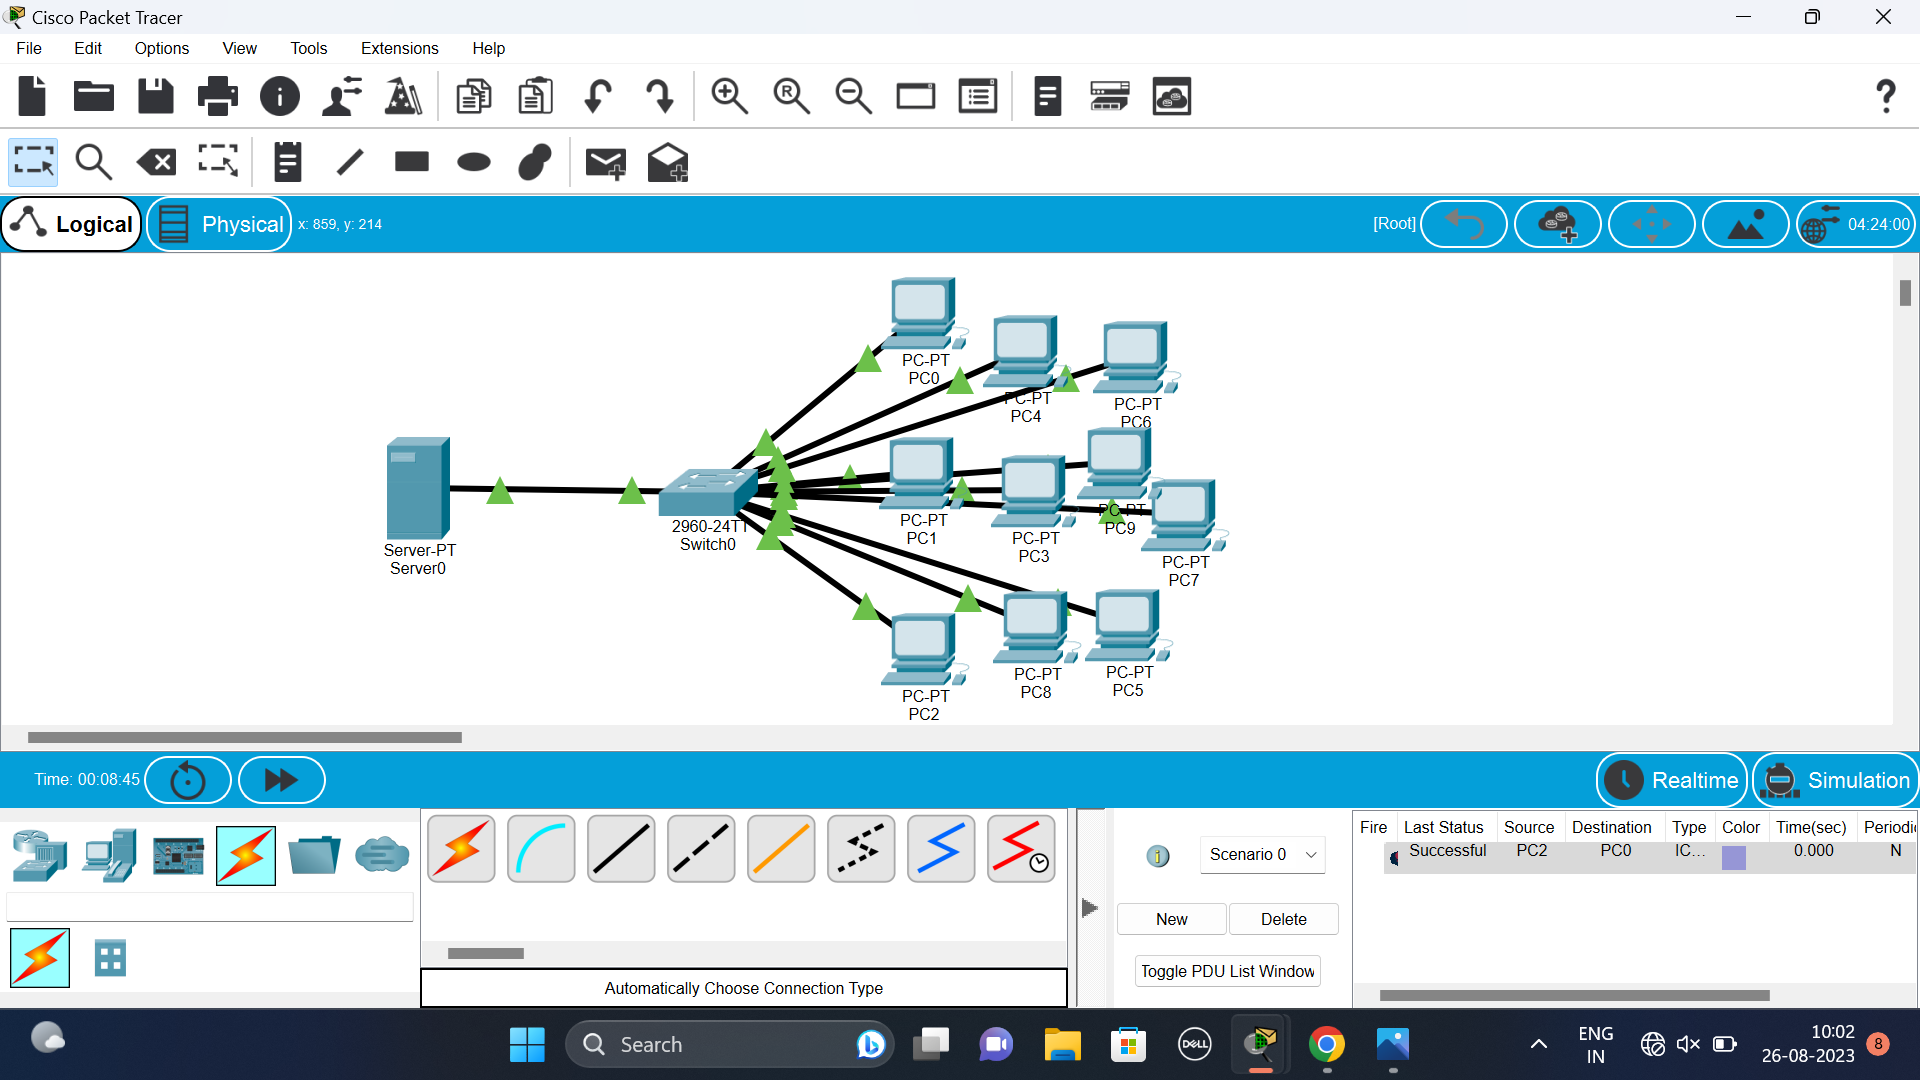 Cisco Packet Tracer
File Edit Options View Tools Extensions Help
Logical Physical x: 859, y: 214 [Root] 04:24:00
PC-PT
PC0
PC-PT
PC4
PC-PT
PC6
Server-PT
Server0
2960-24TT
Switch0
PC-PT
PC1
PC-PT
PC3
PC-PT
PC9
PC-PT
PC7
PC-PT
PC2
PC-PT
PC8
PC-PT
PC5
Time: 00:08:45 Realtime Simulation
Fire Last Status Source Destination Type Color Time(sec) Periodic
Successful PC2 PC0 IC... 0.000 N
Scenario 0
New Delete
Toggle PDU List Window
Automatically Choose Connection Type
Search
DELL
ENG
IN
10:02
26-08-2023
8